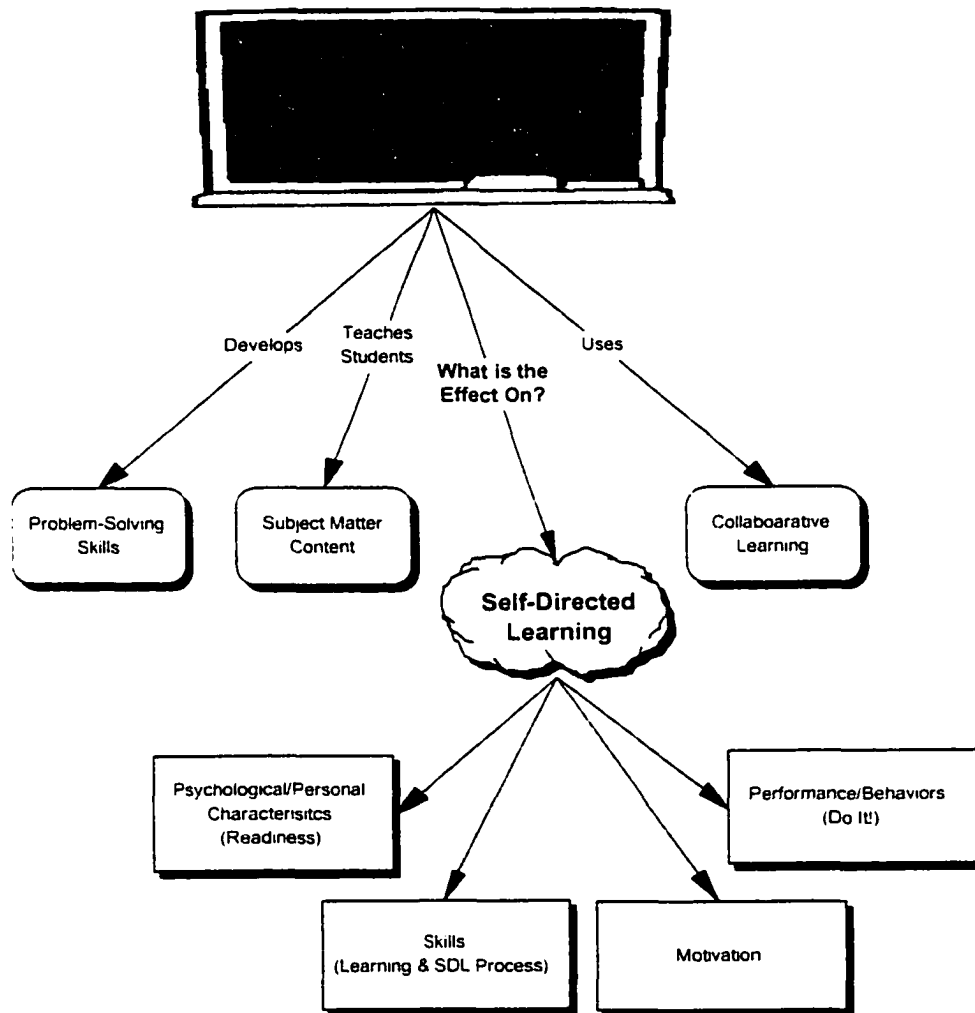 Develops
Teaches
Students
What is the
Effect On?
Uses
Problem-Solving
Skills
Subject Matter
Content
Collaboarative
Learning
Self-Directed
Learning
Psychological/Personal
Characterisitcs
(Readiness)
Performance/Behaviors
(Do It!)
Skills
(Learning & SDL Process)
Motivation